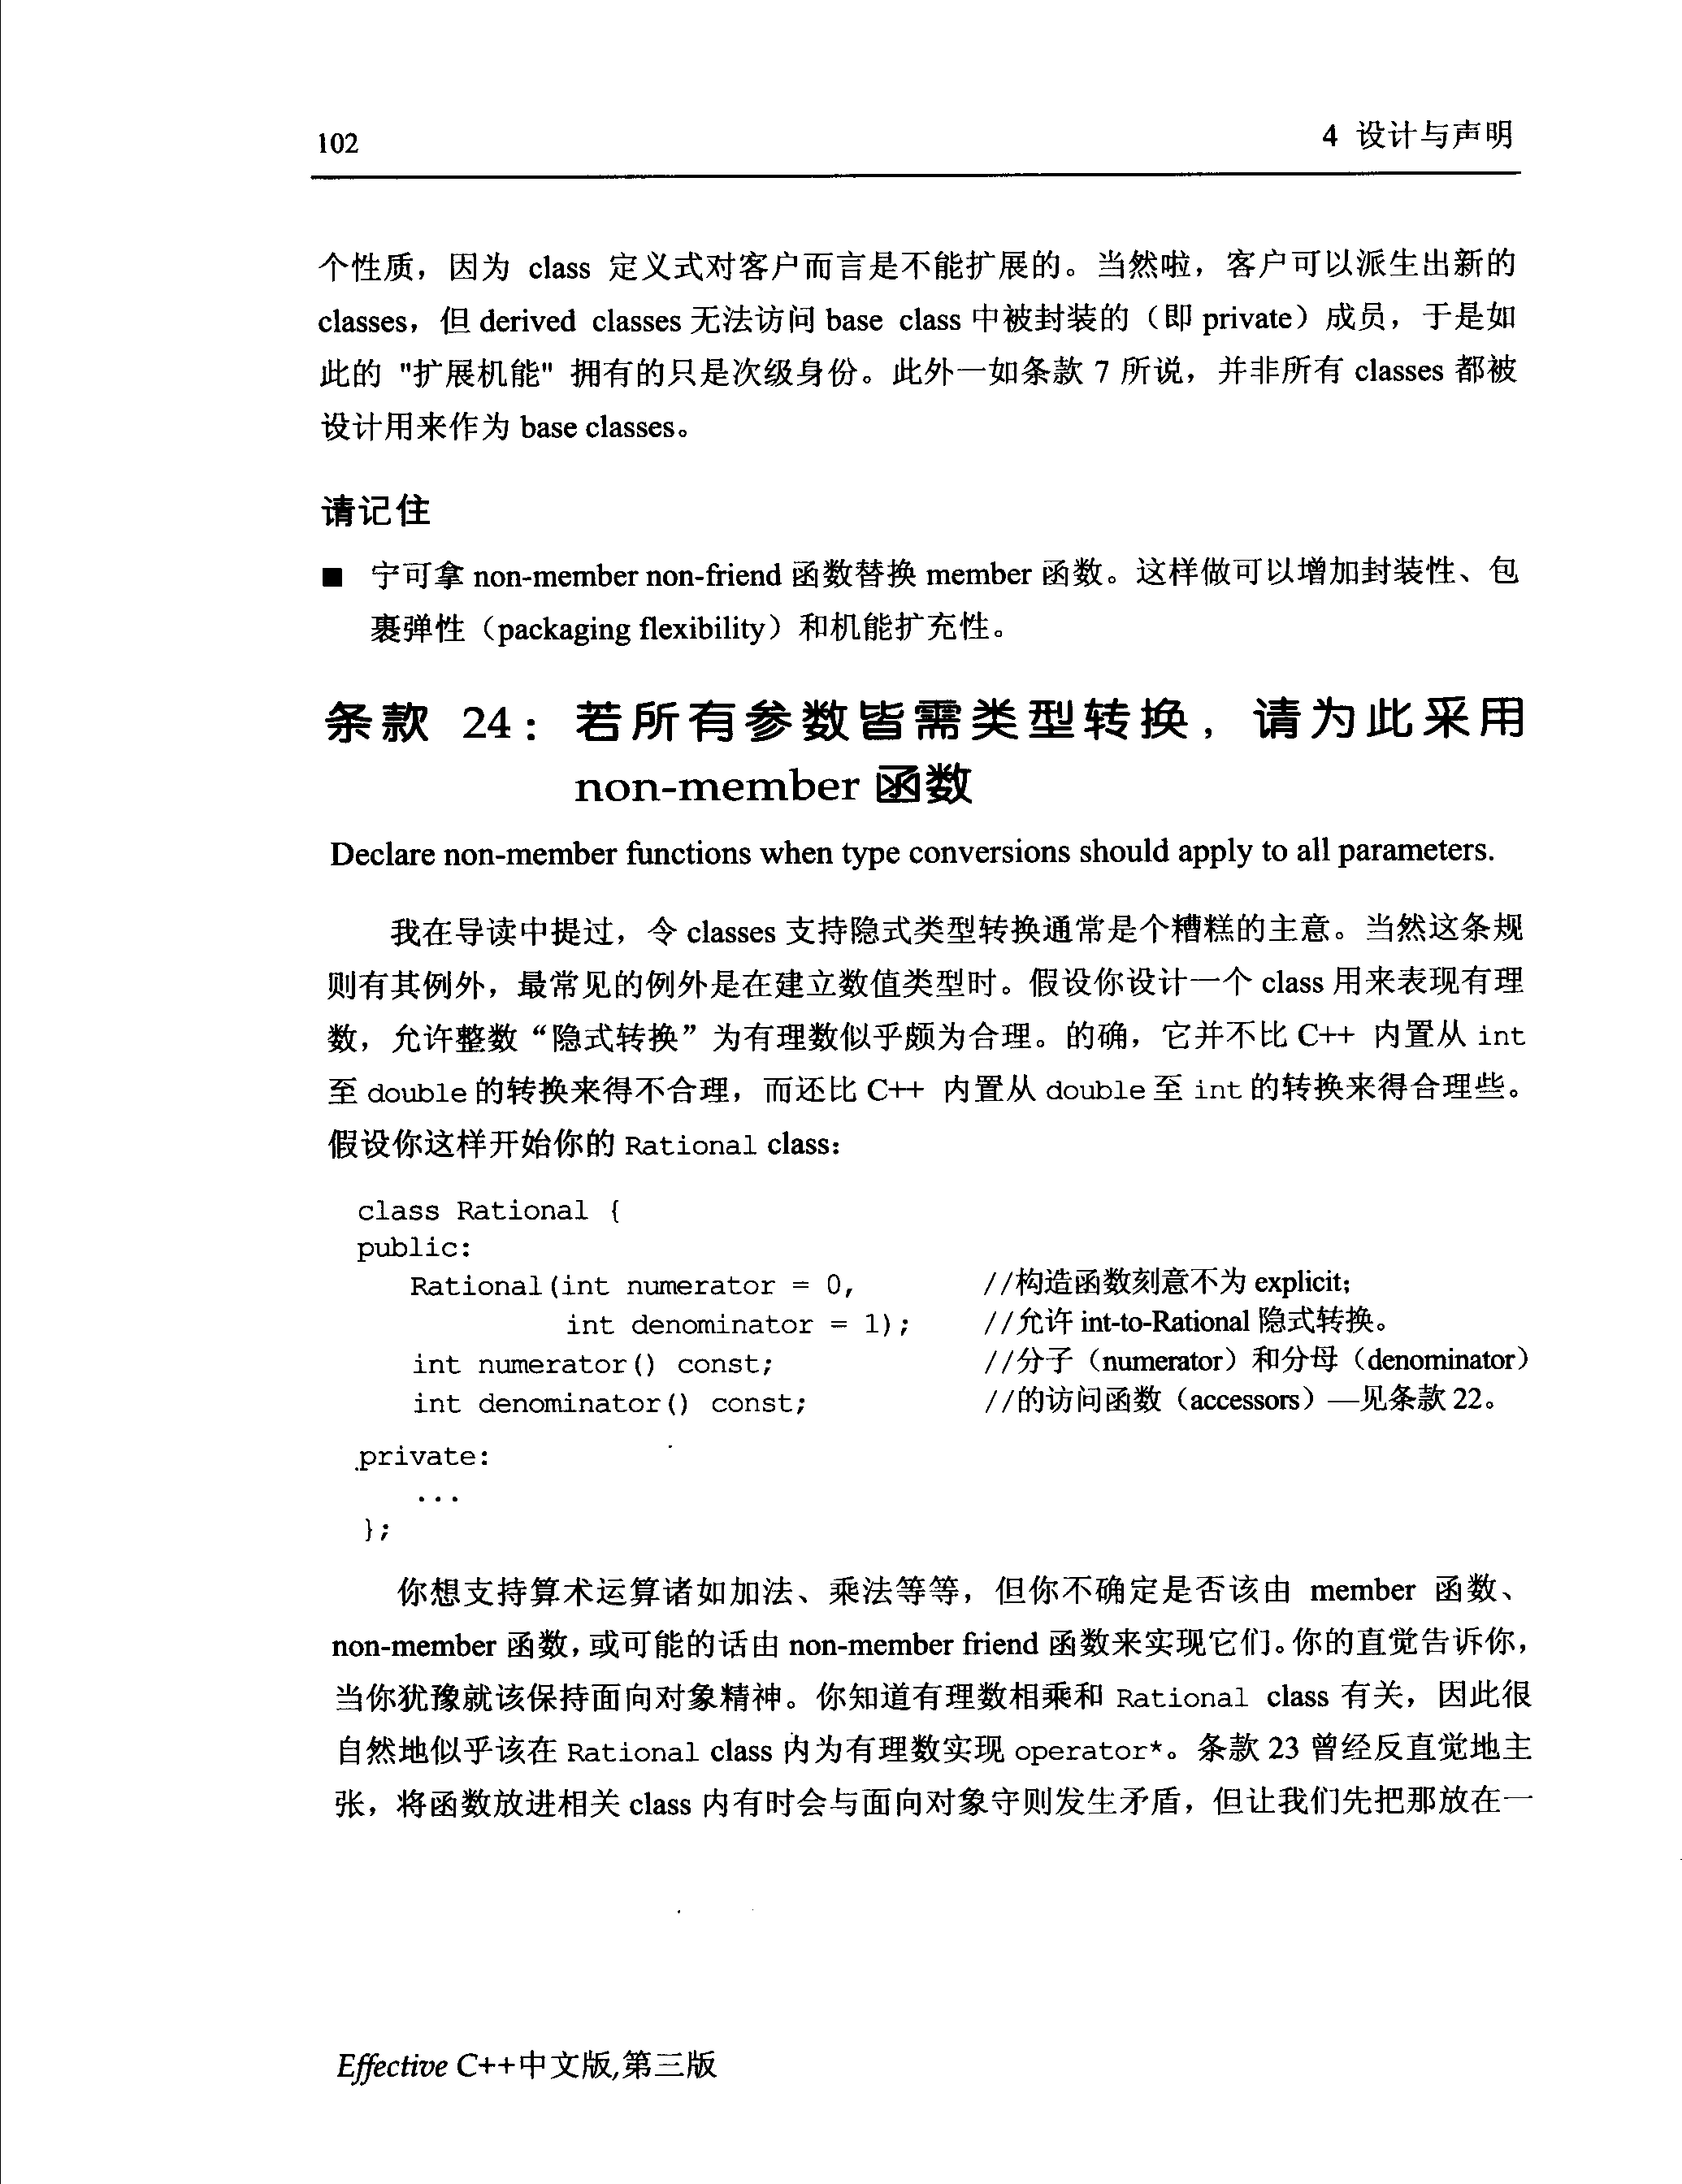 102
4 设计与声明
个性质，因为 class 定义式对客户而言是不能扩展的。当然啦，客户可以派生出新的
classes，但 derived classes 无法访问 base class 中被封装的（即 private）成员，于是如
此的 "扩展机能" 拥有的只是次级身份。此外一如条款 7 所说，并非所有 classes 都被
设计用来作为 base classes。
请记住
■ 宁可拿 non-member non-friend 函数替换 member 函数。这样做可以增加封装性、包
裹弹性（packaging flexibility）和机能扩充性。
条款 24：若所有参数皆需类型转换，请为此采用
non-member 函数
Declare non-member functions when type conversions should apply to all parameters.
我在导读中提过，令 classes 支持隐式类型转换通常是个糟糕的主意。当然这条规
则有其例外，最常见的例外是在建立数值类型时。假设你设计一个 class 用来表现有理
数，允许整数“隐式转换”为有理数似乎颇为合理。的确，它并不比 C++ 内置从 int
至 double 的转换来得不合理，而还比 C++ 内置从 double 至 int 的转换来得合理些。
假设你这样开始你的 Rational class：
class Rational {
public:
Rational(int numerator = 0, //构造函数刻意不为 explicit;
int denominator = 1); //允许 int-to-Rational 隐式转换。
int numerator() const; //分子（numerator）和分母（denominator）
int denominator() const; //的访问函数（accessors）—见条款 22。
private:
...
};
你想支持算术运算诸如加法、乘法等等，但你不确定是否该由 member 函数、
non-member 函数，或可能的话由 non-member friend 函数来实现它们。你的直觉告诉你，
当你犹豫就该保持面向对象精神。你知道有理数相乘和 Rational class 有关，因此很
自然地似乎该在 Rational class 内为有理数实现 operator*。条款 23 曾经反直觉地主
张，将函数放进相关 class 内有时会与面向对象守则发生矛盾，但让我们先把那放在一
Effective C++中文版,第三版